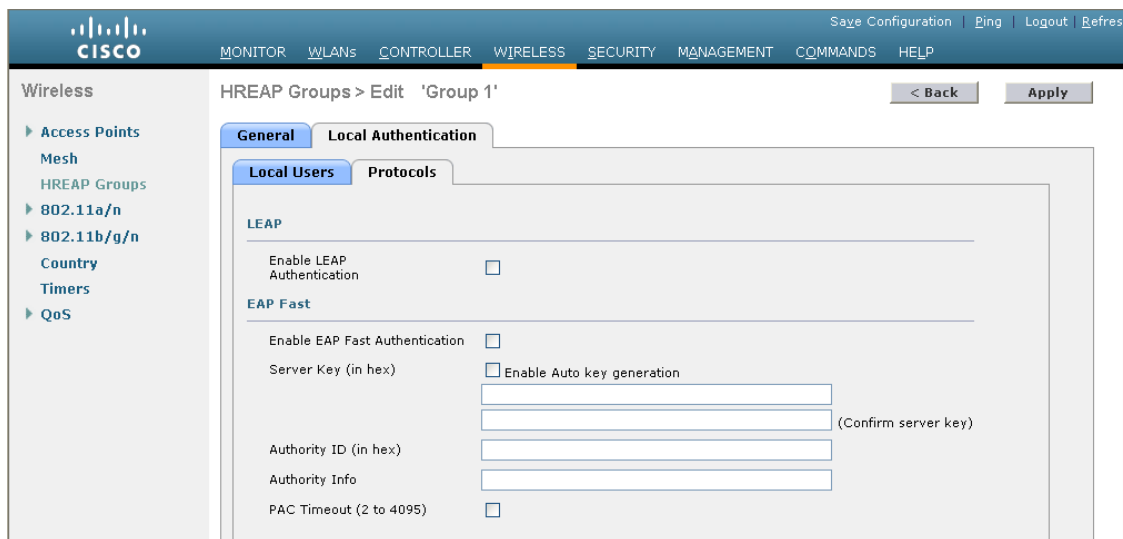 Save Configuration | Ping | Logout | Refres
CISCO
MONITOR WLANs CONTROLLER WIRELESS SECURITY MANAGEMENT COMMANDS HELP
Wireless
Access Points
Mesh
HREAP Groups
802.11a/n
802.11b/g/n
Country
Timers
QoS
HREAP Groups > Edit 'Group 1'
< Back
Apply
General
Local Authentication
Local Users
Protocols
LEAP
Enable LEAP
Authentication
EAP Fast
Enable EAP Fast Authentication
Server Key (in hex)
Enable Auto key generation
(Confirm server key)
Authority ID (in hex)
Authority Info
PAC Timeout (2 to 4095)